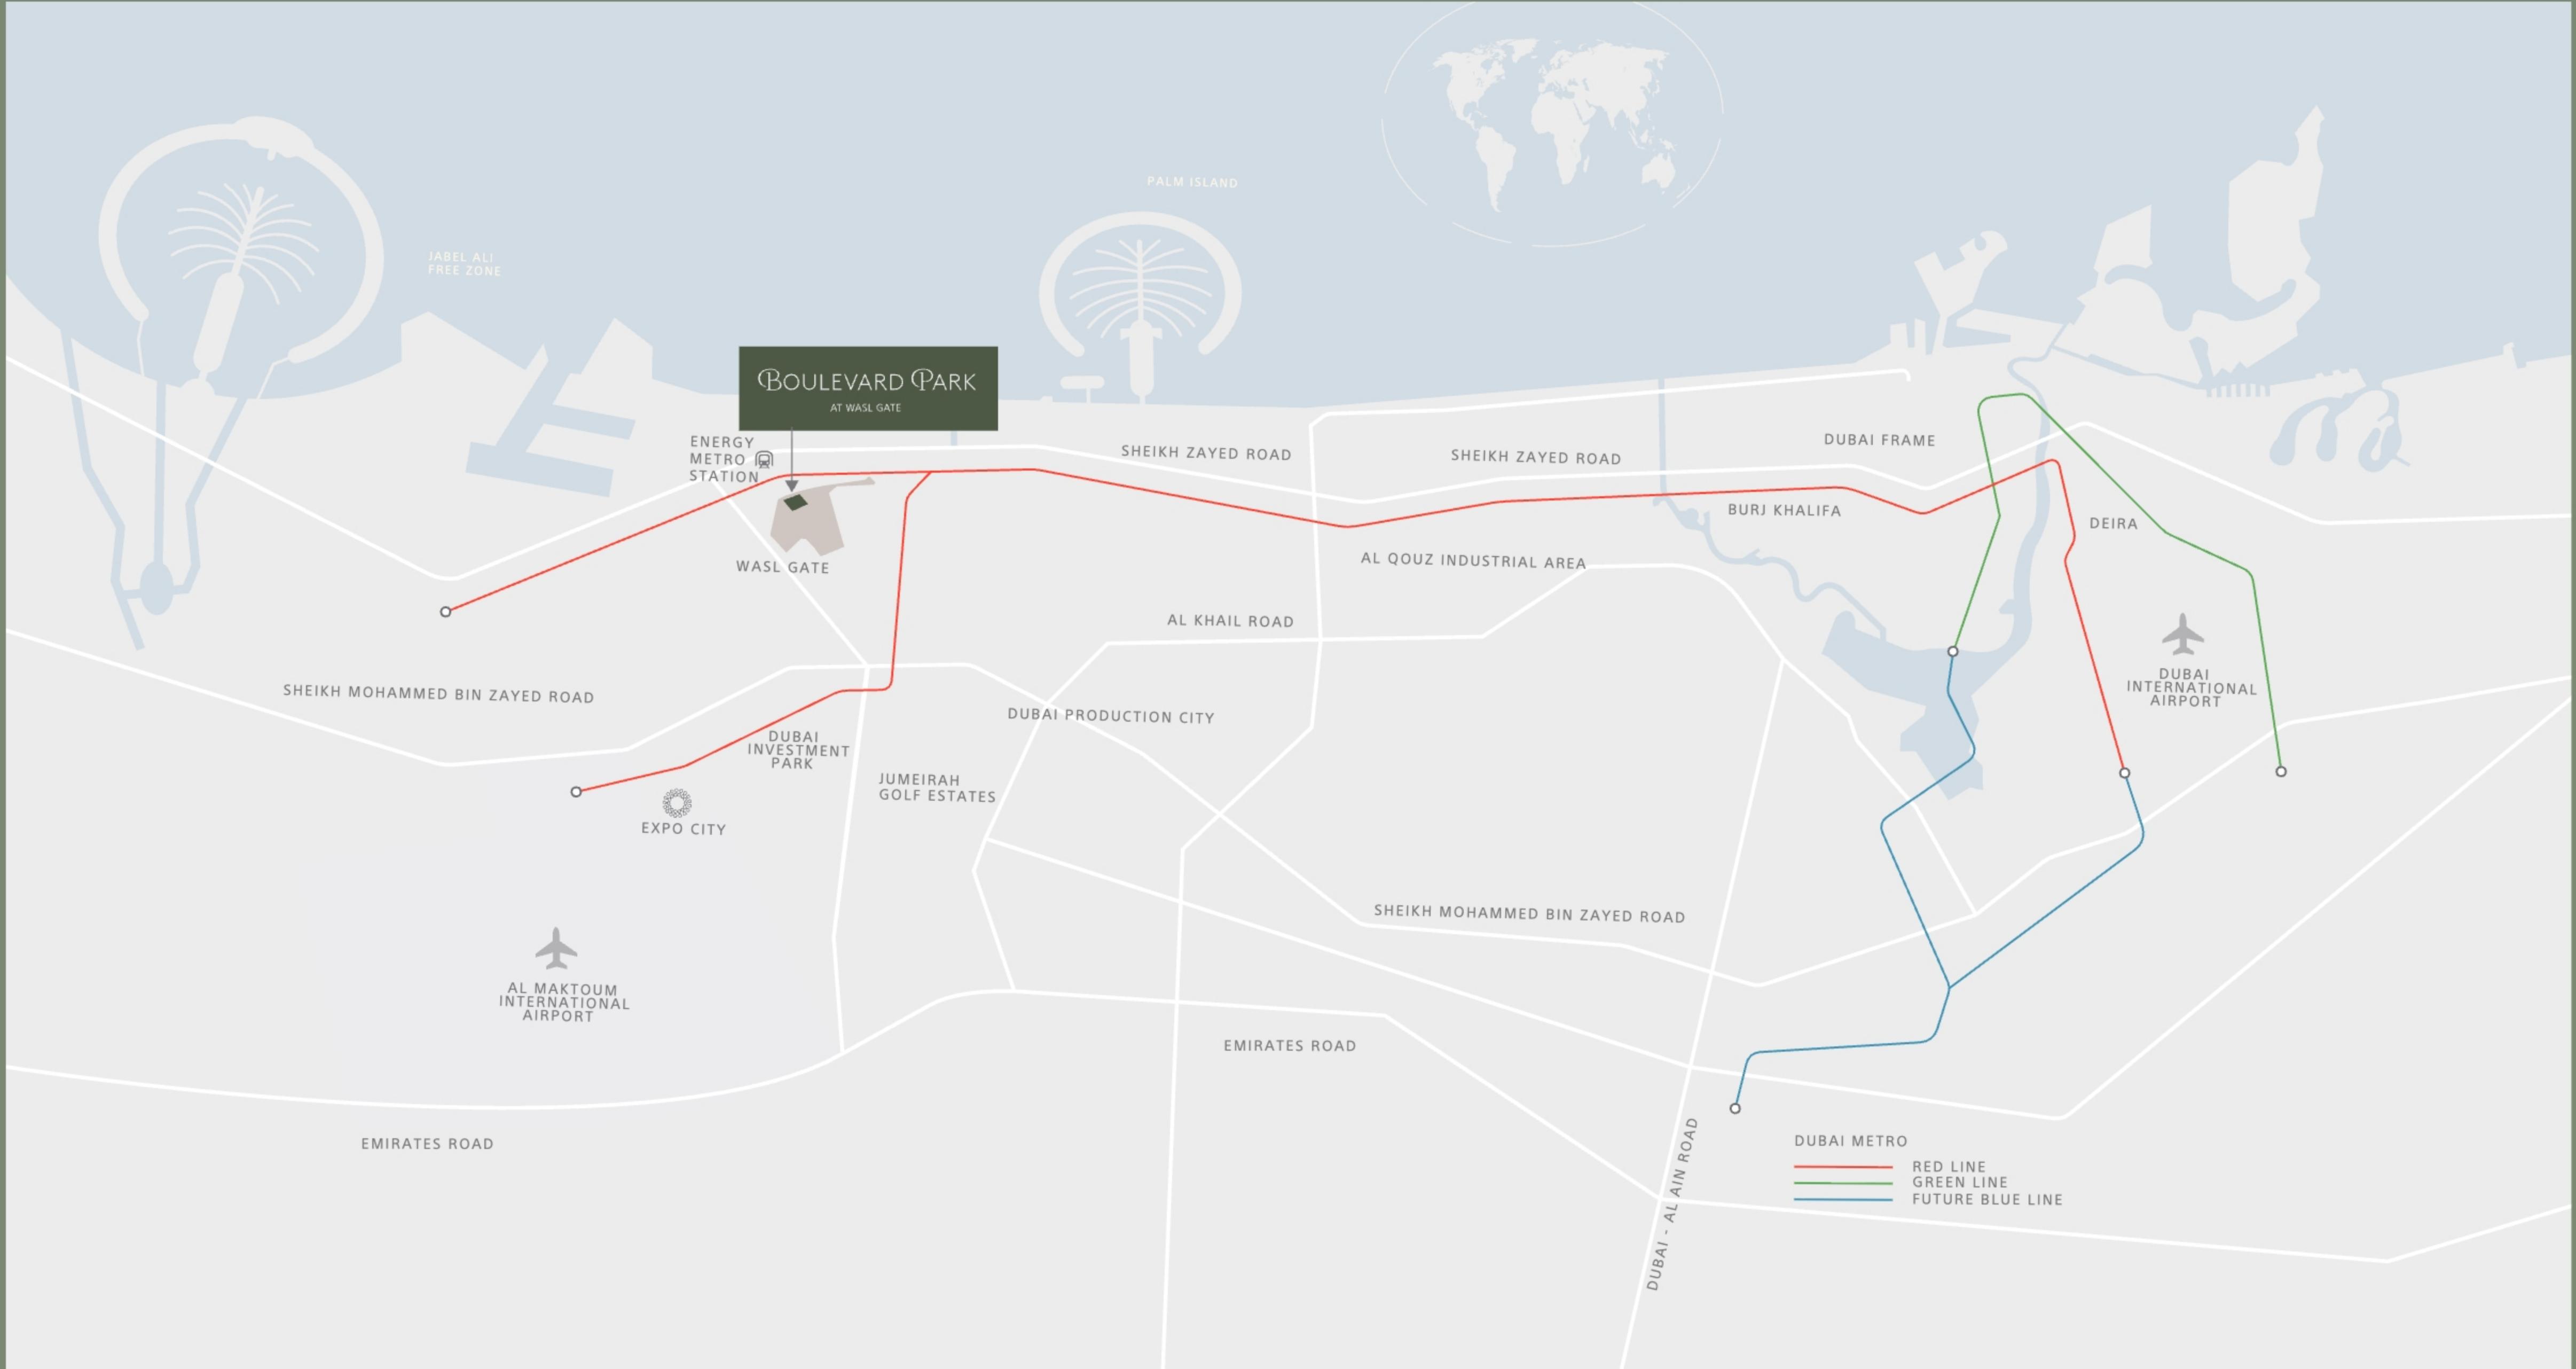 PALM ISLAND
JABEL ALI
FREE ZONE
BOULEVARD PARK
AT WASL GATE
ENERGY
METRO
STATION
SHEIKH ZAYED ROAD
SHEIKH ZAYED ROAD
DUBAI FRAME
BURJ KHALIFA
DEIRA
WASL GATE
AL QOUZ INDUSTRIAL AREA
AL KHAIL ROAD
SHEIKH MOHAMMED BIN ZAYED ROAD
DUBAI
INTERNATIONAL
AIRPORT
DUBAI PRODUCTION CITY
DUBAI
INVESTMENT
PARK
JUMEIRAH
GOLF ESTATES
EXPO CITY
SHEIKH MOHAMMED BIN ZAYED ROAD
AL MAKTOUM
INTERNATIONAL
AIRPORT
EMIRATES ROAD
EMIRATES ROAD
DUBAI - AL AIN ROAD
DUBAI METRO
RED LINE
GREEN LINE
FUTURE BLUE LINE